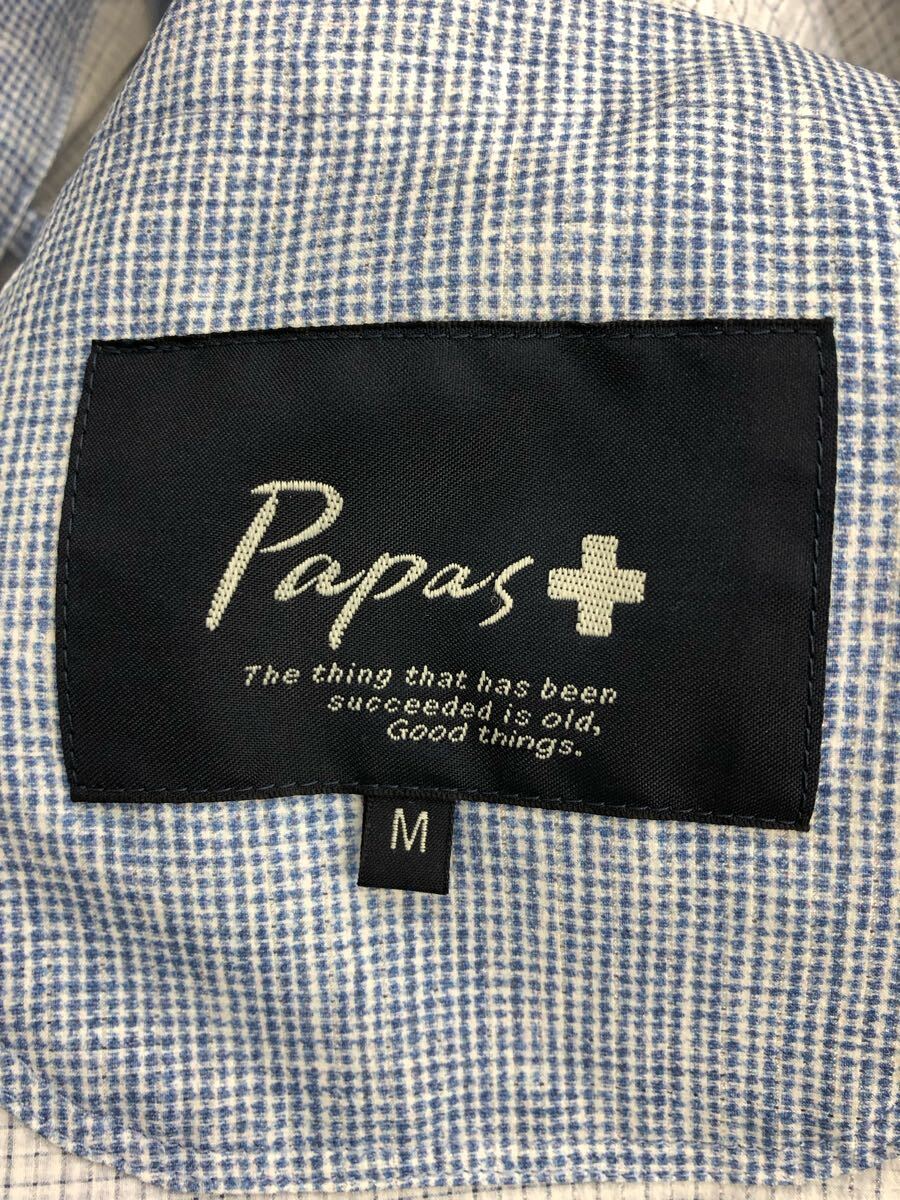 Papas+
The thing that has been
succeeded is old,
Good things.
M